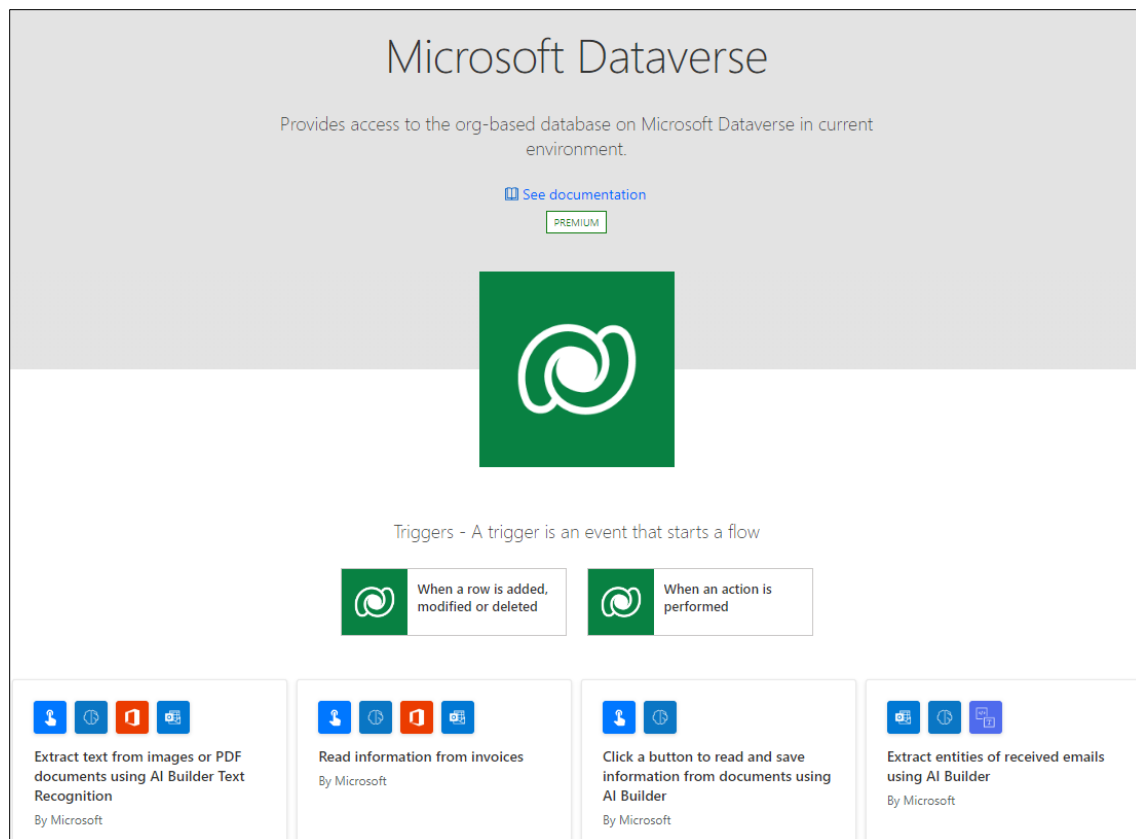 Microsoft Dataverse
Provides access to the org-based database on Microsoft Dataverse in current
environment.
See documentation
PREMIUM
Triggers - A trigger is an event that starts a flow
When a row is added,
modified or deleted
When an action is
performed
Extract text from images or PDF
documents using AI Builder Text
Recognition
By Microsoft
Read information from invoices
By Microsoft
Click a button to read and save
information from documents using
AI Builder
By Microsoft
Extract entities of received emails
using AI Builder
By Microsoft